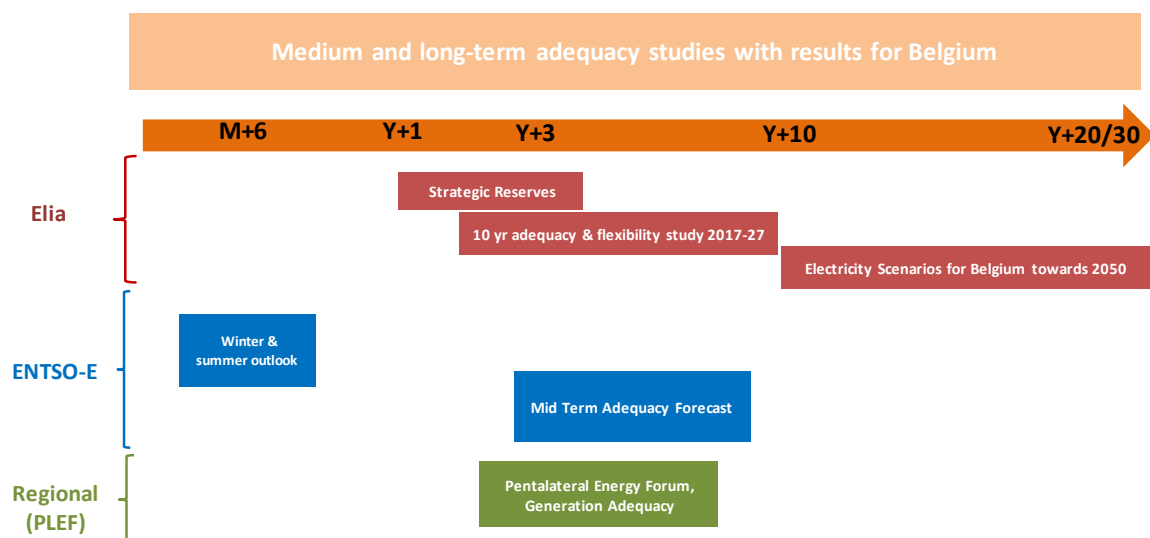 Medium and long-term adequacy studies with results for Belgium
M+6 Y+1 Y+3 Y+10 Y+20/30
Elia
Strategic Reserves
10 yr adequacy & flexibility study 2017-27
Electricity Scenarios for Belgium towards 2050
ENTSO-E
Winter &
summer outlook
Mid Term Adequacy Forecast
Regional
(PLEF)
Pentalateral Energy Forum,
Generation Adequacy